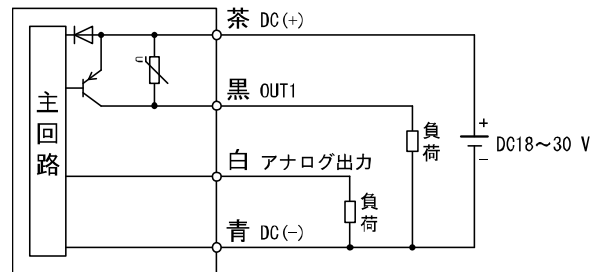 茶 DC(+)
黒 OUT1
主回路
負荷
+
DC18～30 V
−
白 アナログ出力
負荷
青 DC(−)